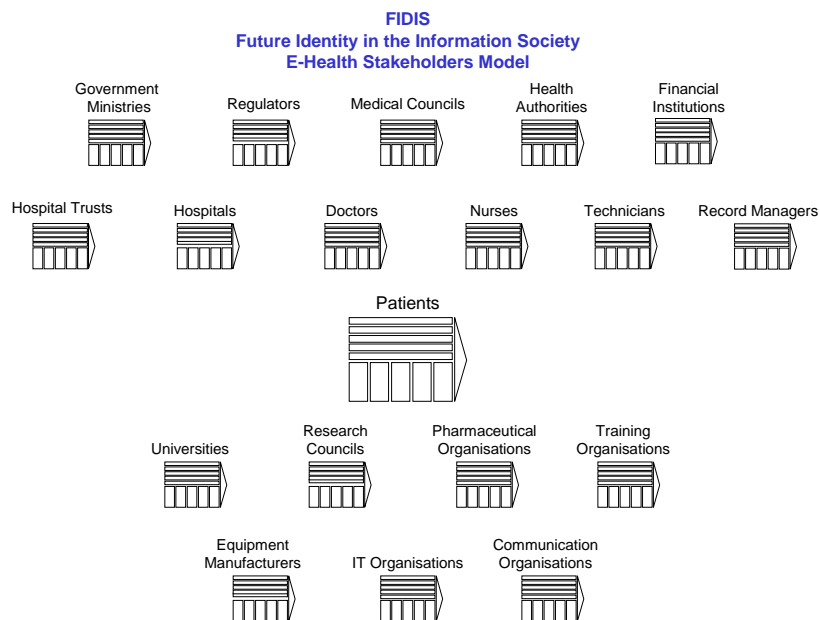 FIDIS
Future Identity in the Information Society
E-Health Stakeholders Model
Government
Ministries
Regulators
Medical Councils
Health
Authorities
Financial
Institutions
Hospital Trusts
Hospitals
Doctors
Nurses
Technicians
Record Managers
Patients
Universities
Research
Councils
Pharmaceutical
Organisations
Training
Organisations
Equipment
Manufacturers
IT Organisations
Communication
Organisations